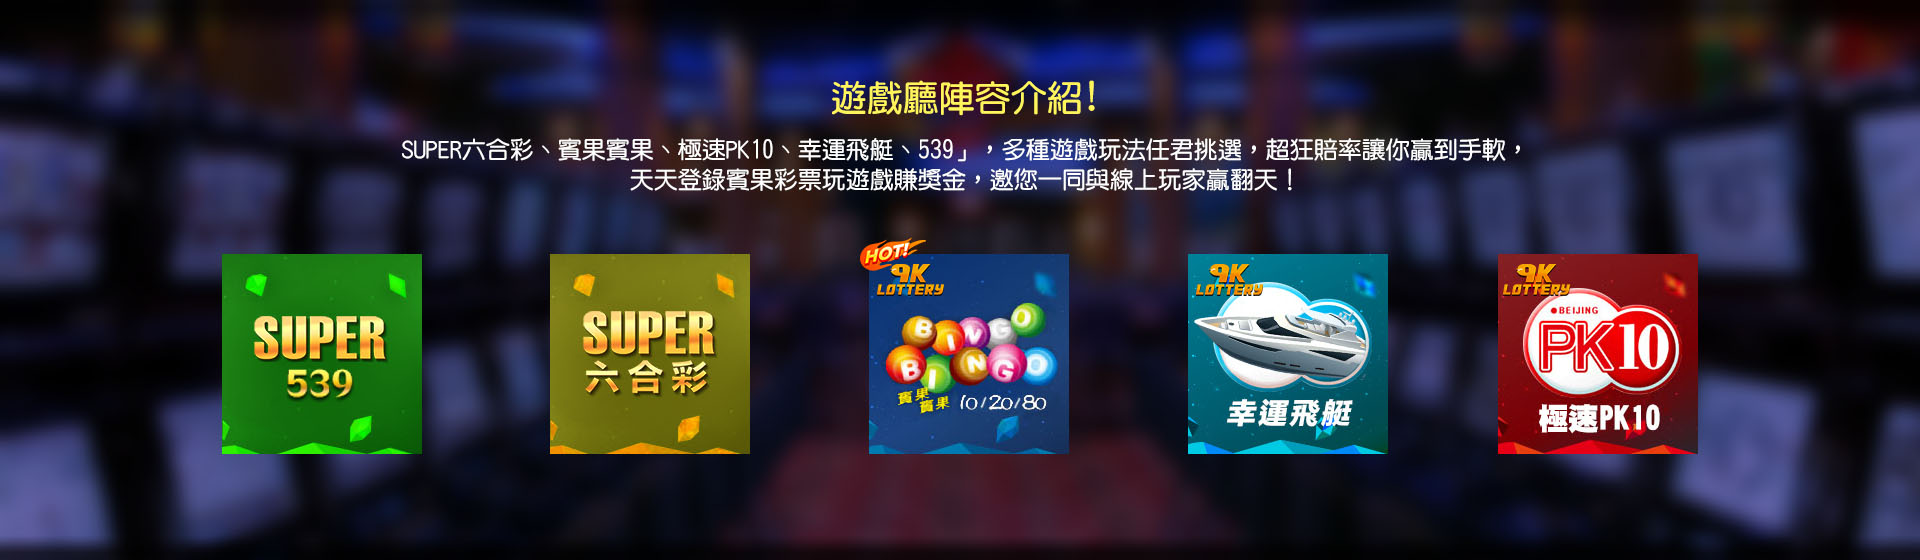 遊戲廳陣容介紹!
SUPER六合彩、賓果賓果、極速PK10、幸運飛艇、539」，多種遊戲玩法任君挑選，超狂賠率讓你贏到手軟，
天天登錄賓果彩票玩遊戲賺獎金，邀您一同與線上玩家贏翻天！
SUPER
539
SUPER
六合彩
HOT!
9K
LOTTERY
BINGO
BINGO
賓果
賓果 10/20/80
9K
LOTTERY
幸運飛艇
9K
LOTTERY
BEIJING
PK10
極速PK10